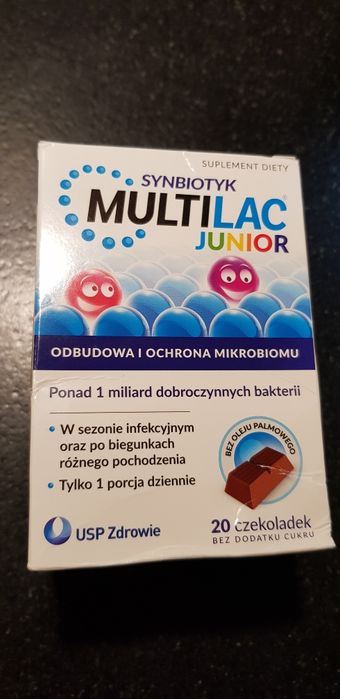 SUPLEMENT DIETY
SYNBIOTYK
MULTILAC®
JUNIOR
ODBUDOWA I OCHRONA MIKROBIOMU
Ponad 1 miliard dobroczynnych bakterii
• W sezonie infekcyjnym
oraz po biegunkach
różnego pochodzenia
• Tylko 1 porcja dziennie
BEZ OLEJU PALMOWEGO
USP Zdrowie
20 czekoladek
BEZ DODATKU CUKRU